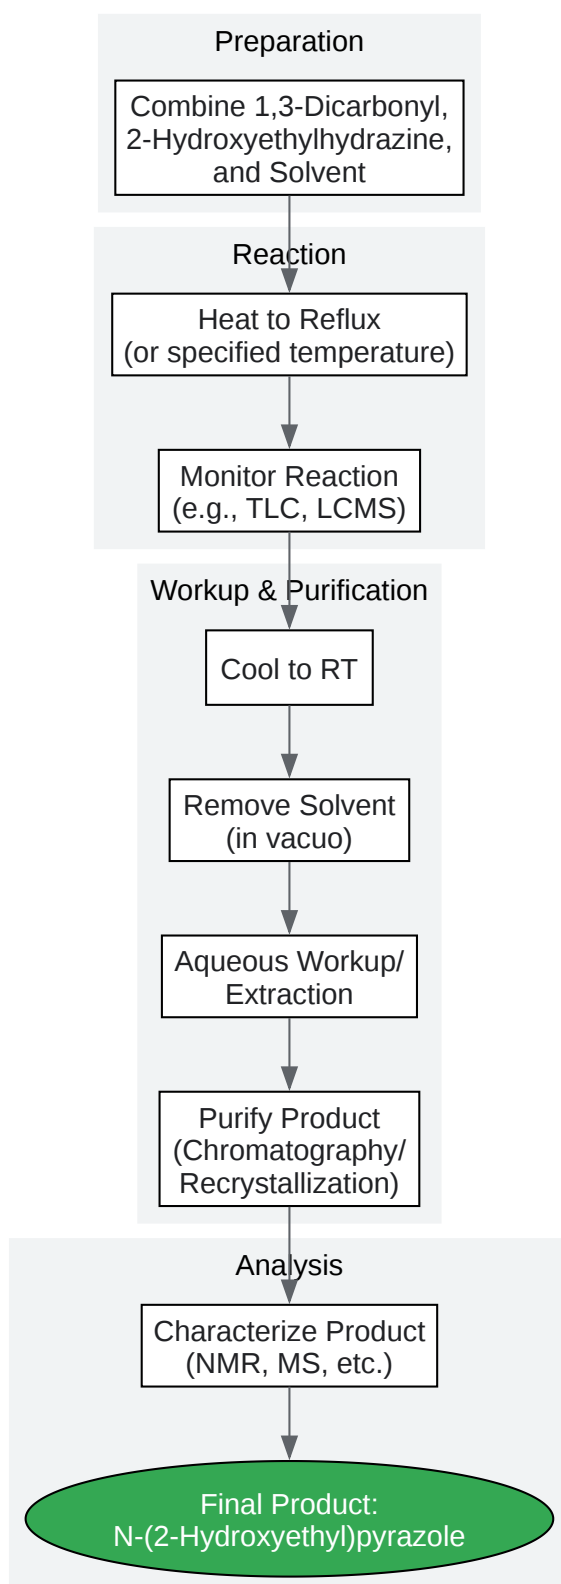 Preparation
Combine 1,3-Dicarbonyl,
2-Hydroxyethylhydrazine,
and Solvent
Reaction
Heat to Reflux
(or specified temperature)
Monitor Reaction
(e.g., TLC, LCMS)
Workup & Purification
Cool to RT
Remove Solvent
(in vacuo)
Aqueous Workup/
Extraction
Purify Product
(Chromatography/
Recrystallization)
Analysis
Characterize Product
(NMR, MS, etc.)
Final Product:
N-(2-Hydroxyethyl)pyrazole